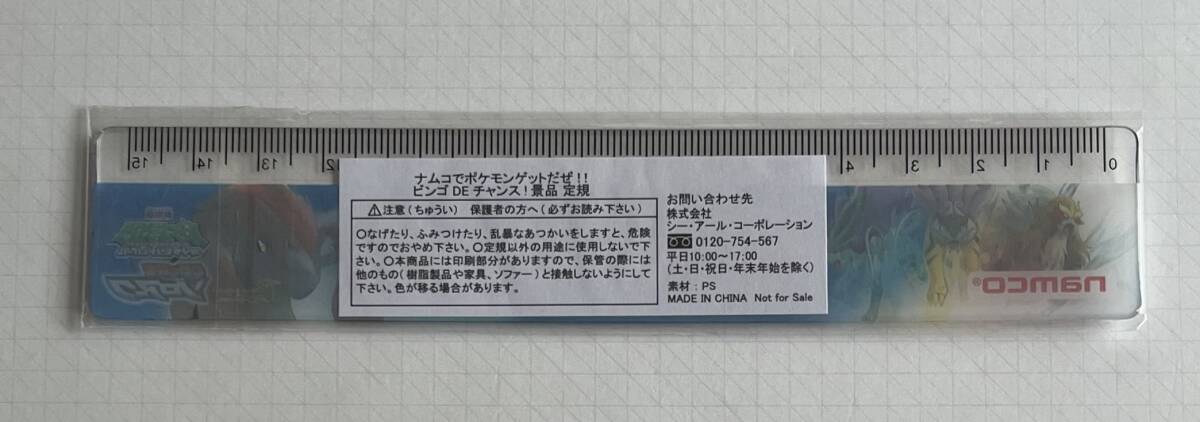 15 14 13 12 4 3 2 1 0
ナムコでポケモンゲットだぜ!!
ビンゴ DE チャンス!景品 定規
⚠注意(ちゅうい) 保護者の方へ(必ずお読み下さい)
○なげたり、ふみつけたり、乱暴なあつかいをしますと、危険
ですのでおやめ下さい。○定規以外の用途に使用しないで下
さい。○本商品には印刷部分がありますので、保管の際には
他のもの(樹脂製品や家具、ソファー)と接触しないようにして
下さい。色が移る場合があります。
お問い合わせ先
株式会社
シー・アール・コーポレーション
0120-754-567
平日10:00～17:00
(土・日・祝日・年末年始を除く)
素材:PS
MADE IN CHINA Not for Sale
namco®
ゾロアーク